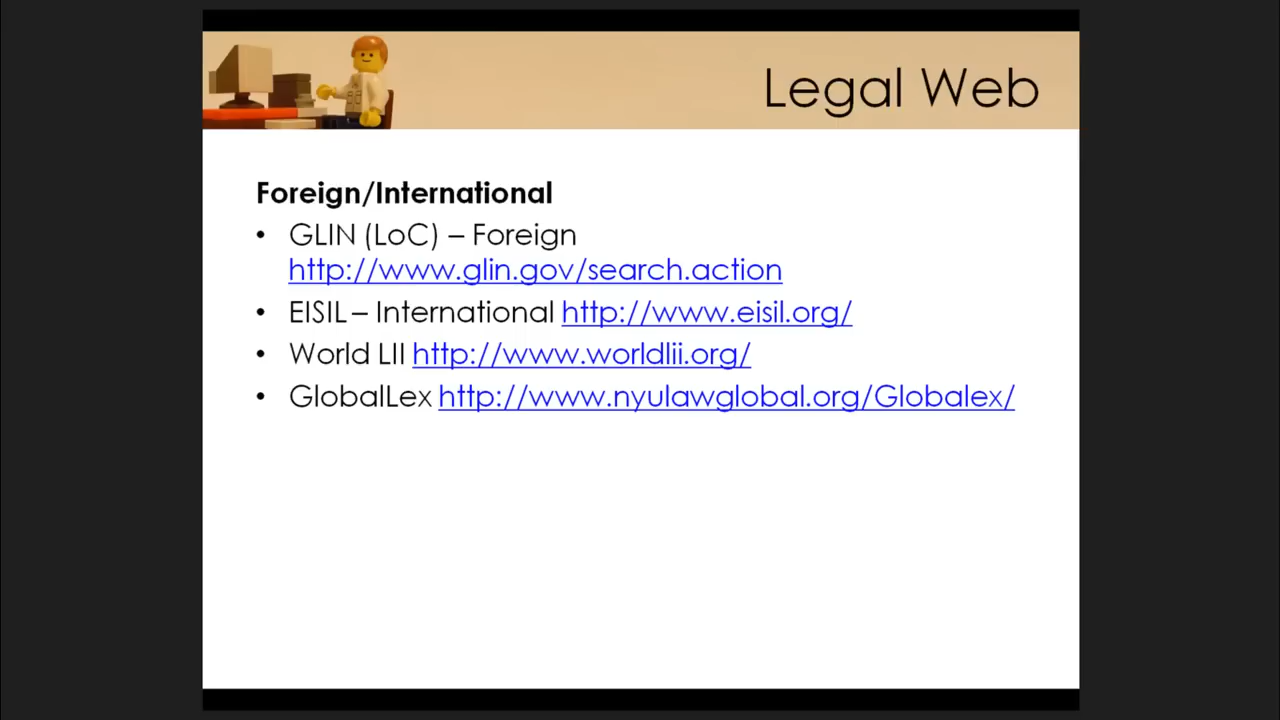 Legal Web
Foreign/International
• GLIN (LoC) – Foreign
http://www.glin.gov/search.action
• EISIL – International http://www.eisil.org/
• World LII http://www.worldlii.org/
• GlobalLex http://www.nyulawglobal.org/Globalex/